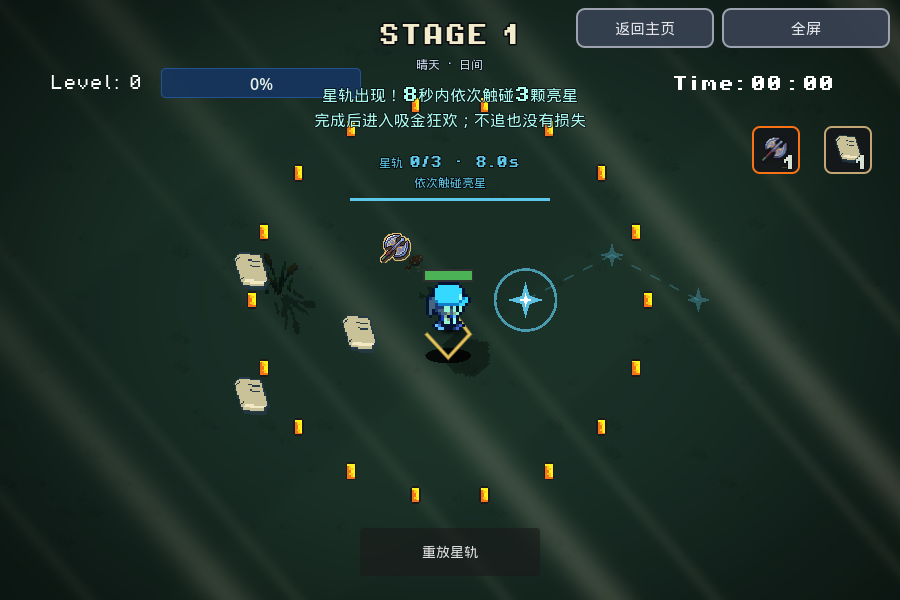 STAGE 1
返回主页
全屏
晴天 · 日间
Level: 0
0%
Time:00:00
星轨出现！8秒内依次触碰3颗亮星
完成后进入吸金狂欢；不追也没有损失
星轨 0/3 · 8.0s
依次触碰亮星
1
1
重放星轨